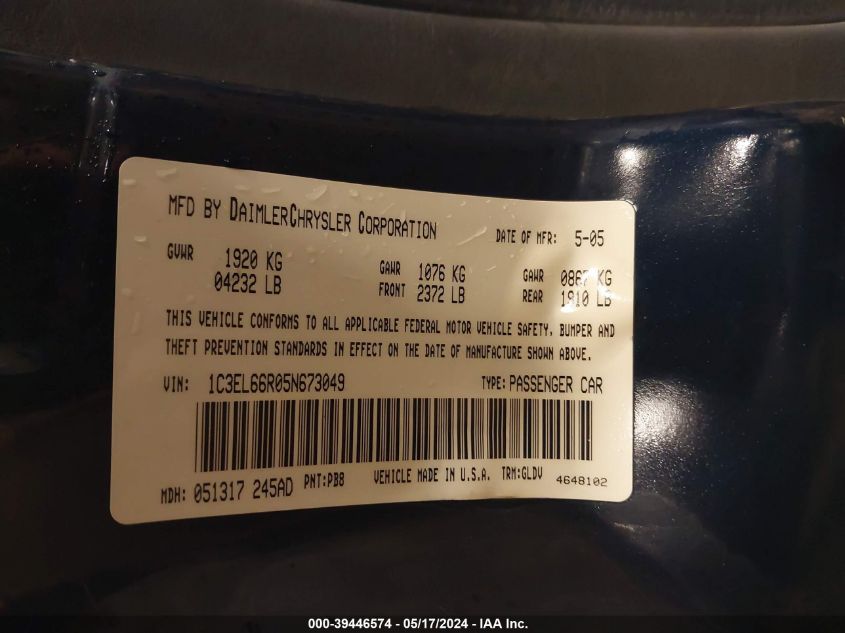 MFD BY DAIMLERCHRYSLER CORPORATION DATE OF MFR: 5-05
GVWR 1920 KG GAWR 1076 KG GAWR 0867 KG
04232 LB FRONT 2372 LB REAR 1910 LB
THIS VEHICLE CONFORMS TO ALL APPLICABLE FEDERAL MOTOR VEHICLE SAFETY, BUMPER AND
THEFT PREVENTION STANDARDS IN EFFECT ON THE DATE OF MANUFACTURE SHOWN ABOVE.
VIN: 1C3EL66R05N673049 TYPE: PASSENGER CAR
MDH: 051317 245AD PNT:PB8 VEHICLE MADE IN U.S.A. TRM:GLDV 4648102
000-39446574 - 05/17/2024 - IAA Inc.